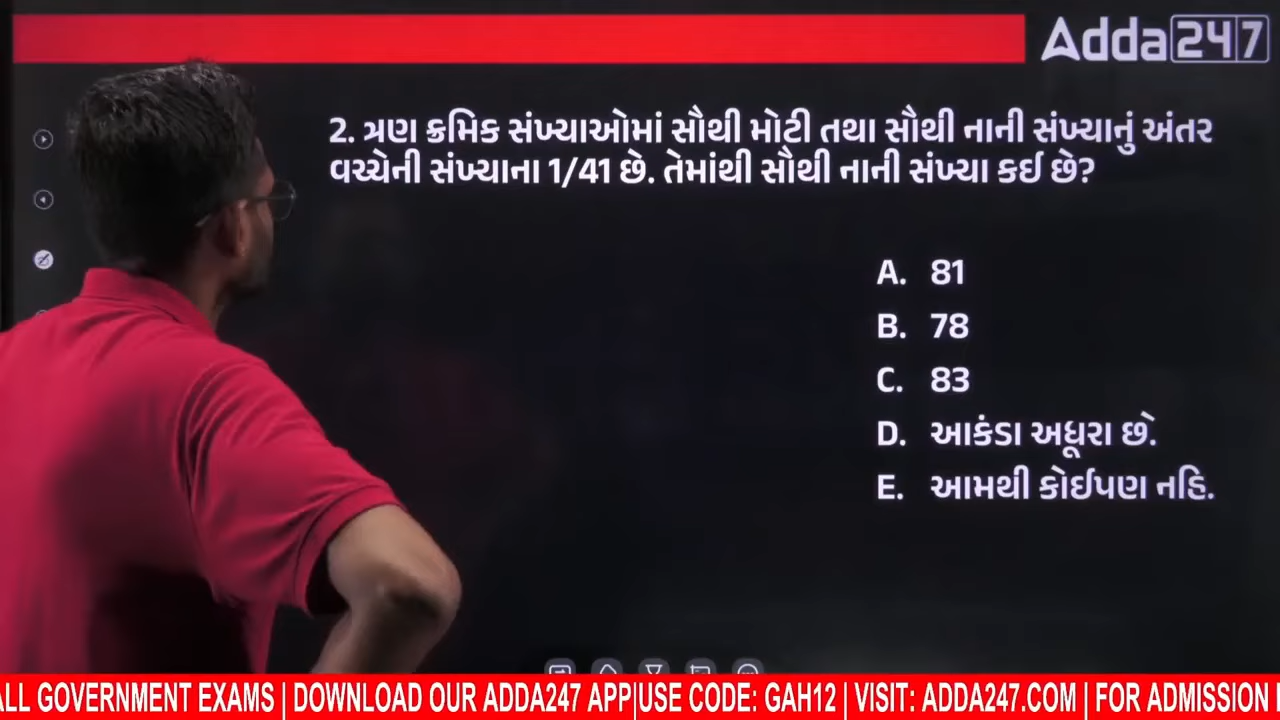 Adda247
2. ત્રણ ક્રમિક સંખ્યાઓમાં સૌથી મોટી તથા સૌથી નાની સંખ્યાનું અંતર
વચ્ચેની સંખ્યાના 1/41 છે. તેમાંથી સૌથી નાની સંખ્યા કઈ છે?
A. 81
B. 78
C. 83
D. આકંડા અધૂરા છે.
E. આમથી કોઈપણ નહિ.
ALL GOVERNMENT EXAMS | DOWNLOAD OUR ADDA247 APP|USE CODE: GAH12 | VISIT: ADDA247.COM | FOR ADMISSION